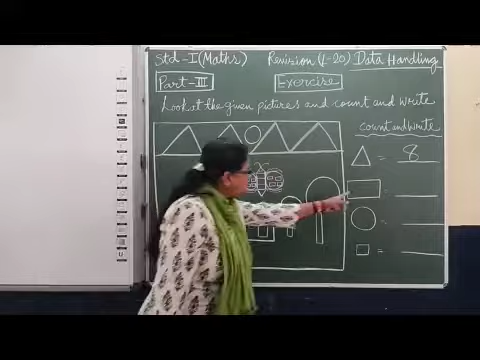 Std-I (Maths) Revision (1-20) Data Handling
Part-III Exercise
Look at the given pictures and count and write
count and write
= 8
=
=
=